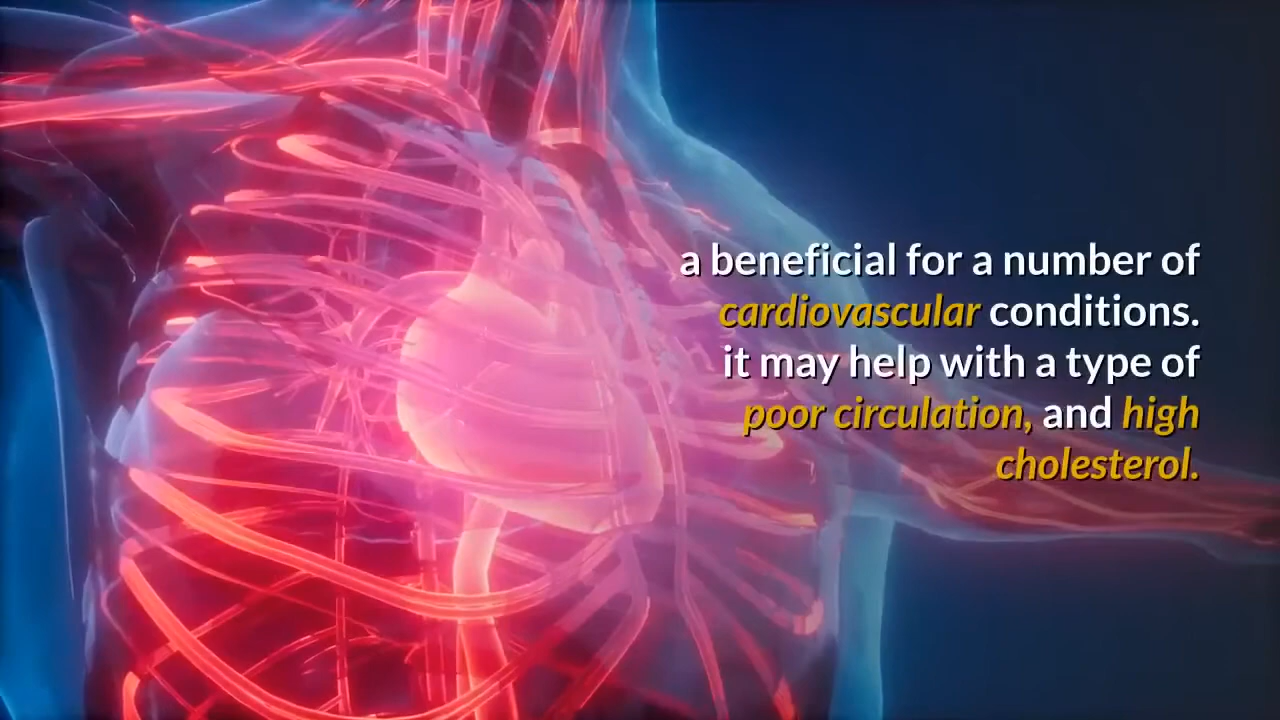 a beneficial for a number of
cardiovascular conditions.
it may help with a type of
poor circulation, and high
cholesterol.